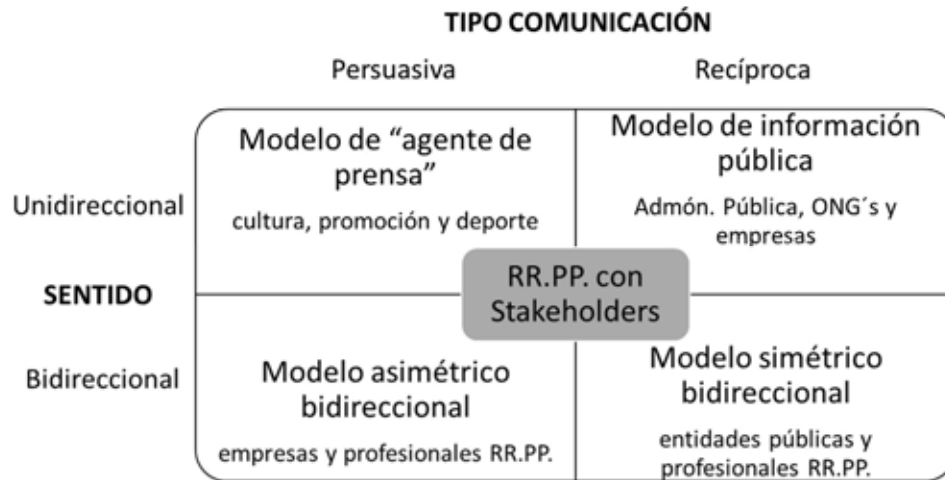 TIPO COMUNICACIÓN
Persuasiva
Recíproca
Unidireccional
Modelo de “agente de
prensa”
cultura, promoción y deporte
Modelo de información
pública
Admón. Pública, ONG´s y
empresas
SENTIDO
RR.PP. con
Stakeholders
Bidireccional
Modelo asimétrico
bidireccional
empresas y profesionales RR.PP.
Modelo simétrico
bidireccional
entidades públicas y
profesionales RR.PP.